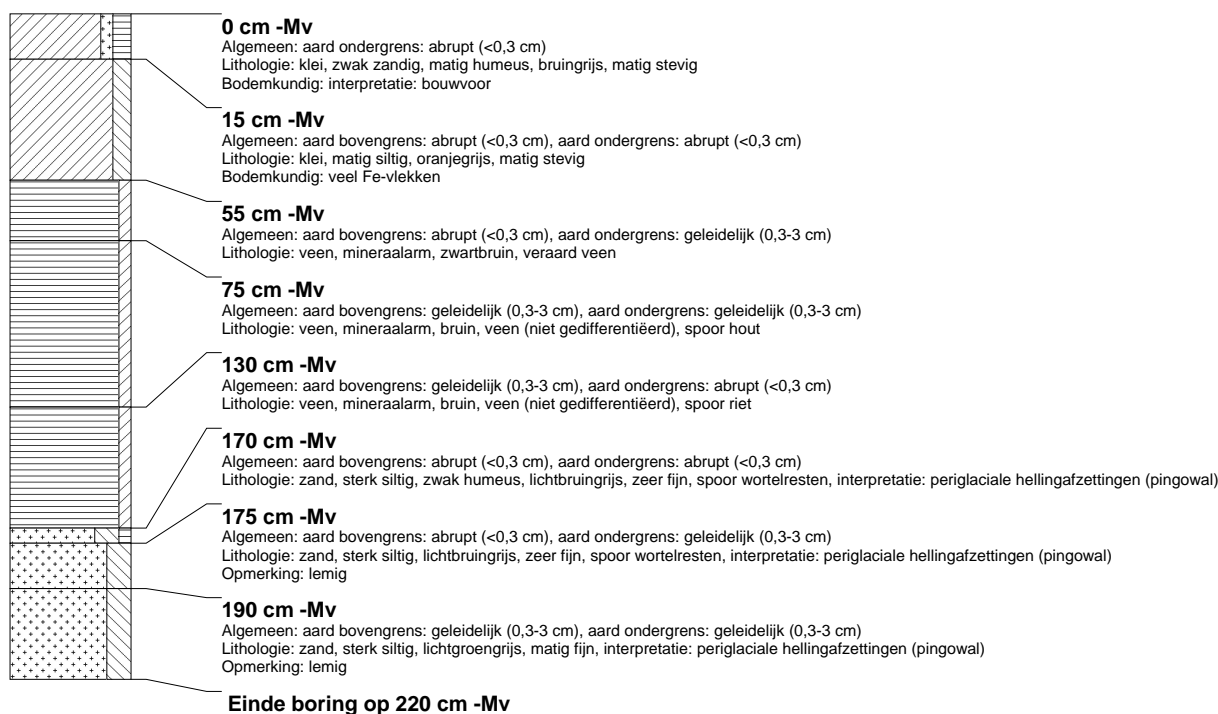 0 cm -Mv
Algemeen: aard ondergrens: abrupt (<0,3 cm)
Lithologie: klei, zwak zandig, matig humeus, bruingrijs, matig stevig
Bodemkundig: interpretatie: bouwvoor
15 cm -Mv
Algemeen: aard bovengrens: abrupt (<0,3 cm), aard ondergrens: abrupt (<0,3 cm)
Lithologie: klei, matig siltig, oranjegrijs, matig stevig
Bodemkundig: veel Fe-vlekken
55 cm -Mv
Algemeen: aard bovengrens: abrupt (<0,3 cm), aard ondergrens: geleidelijk (0,3-3 cm)
Lithologie: veen, mineraalarm, zwartbruin, veraard veen
75 cm -Mv
Algemeen: aard bovengrens: geleidelijk (0,3-3 cm), aard ondergrens: geleidelijk (0,3-3 cm)
Lithologie: veen, mineraalarm, bruin, veen (niet gedifferentiëerd), spoor hout
130 cm -Mv
Algemeen: aard bovengrens: geleidelijk (0,3-3 cm), aard ondergrens: abrupt (<0,3 cm)
Lithologie: veen, mineraalarm, bruin, veen (niet gedifferentiëerd), spoor riet
170 cm -Mv
Algemeen: aard bovengrens: abrupt (<0,3 cm), aard ondergrens: abrupt (<0,3 cm)
Lithologie: zand, sterk siltig, zwak humeus, lichtbruingrijs, zeer fijn, spoor wortelresten, interpretatie: periglaciale hellingafzettingen (pingowal)
175 cm -Mv
Algemeen: aard bovengrens: abrupt (<0,3 cm), aard ondergrens: geleidelijk (0,3-3 cm)
Lithologie: zand, sterk siltig, lichtbruingrijs, zeer fijn, spoor wortelresten, interpretatie: periglaciale hellingafzettingen (pingowal)
Opmerking: lemig
190 cm -Mv
Algemeen: aard bovengrens: geleidelijk (0,3-3 cm), aard ondergrens: geleidelijk (0,3-3 cm)
Lithologie: zand, sterk siltig, lichtgroengrijs, matig fijn, interpretatie: periglaciale hellingafzettingen (pingowal)
Opmerking: lemig
Einde boring op 220 cm -Mv